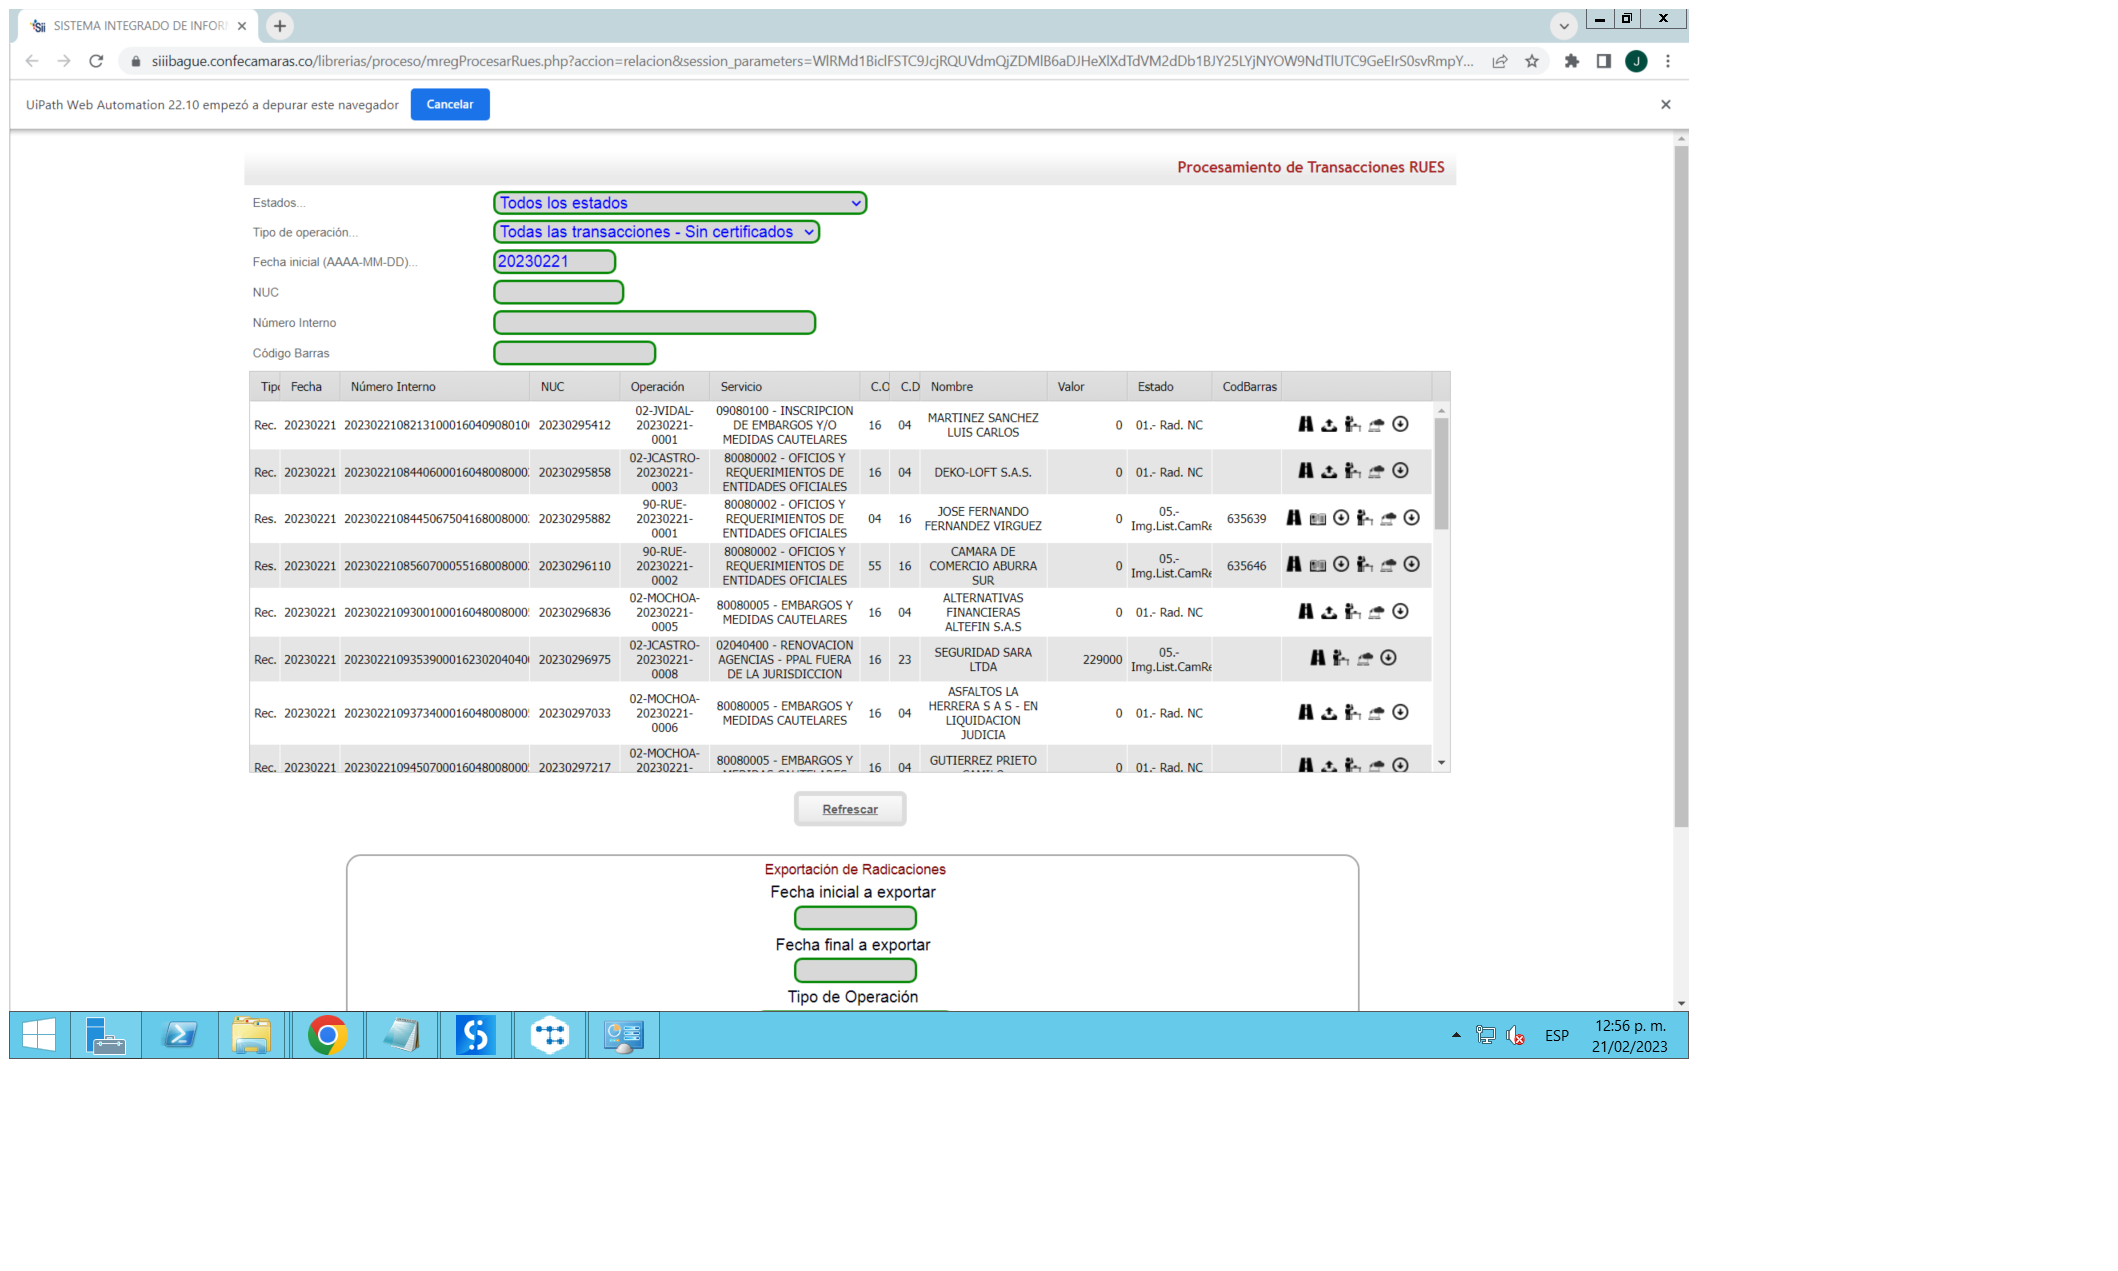 SISTEMA INTEGRADO DE INFOR
siiibague.confecamaras.co/librerias/proceso/mregProcesarRues.php?accion=relacion&session_parameters=
UiPath Web Automation 22.10 empezó a depurar este navegador Cancelar
Procesamiento de Transacciones RUES
Estados... Todos los estados
Tipo de operación... Todas las transacciones - Sin certificados
Fecha inicial (AAAA-MM-DD)... 20230221
NUC
Número Interno
Código Barras
Tipo Fecha Número Interno NUC Operación Servicio C.O C.D Nombre Valor Estado CodBarras
02-JVIDAL- 09080100 - INSCRIPCION
Rec. 20230221 20230221082131000160409080100 20230295412 20230221- DE EMBARGOS Y/O 16 04 MARTINEZ SANCHEZ LUIS CARLOS 0 01.- Rad. NC
0001 MEDIDAS CAUTELARES
02-JCASTRO- 80080002 - OFICIOS Y
Rec. 20230221 2023022108440600016048008000 20230295858 20230221- REQUERIMIENTOS DE 16 04 DEKO-LOFT S.A.S. 0 01.- Rad. NC
0003 ENTIDADES OFICIALES
90-RUE- 80080002 - OFICIOS Y JOSE FERNANDO 05.-
Res. 20230221 2023022108445067504168008000 20230295882 20230221- REQUERIMIENTOS DE 04 16 FERNANDEZ VIRGUEZ 0 Img.List.CamRe 635639
0001 ENTIDADES OFICIALES
90-RUE- 80080002 - OFICIOS Y CAMARA DE 05.-
Res. 20230221 2023022108560700055168008000 20230296110 20230221- REQUERIMIENTOS DE 55 16 COMERCIO ABURRA 0 Img.List.CamRe 635646
0002 ENTIDADES OFICIALES SUR
02-MOCHOA- 80080005 - EMBARGOS Y ALTERNATIVAS
Rec. 20230221 2023022109300100016048008000 20230296836 20230221- MEDIDAS CAUTELARES 16 04 FINANCIERAS 0 01.- Rad. NC
0005 ALTEFIN S.A.S
02-JCASTRO- 02040400 - RENOVACION SEGURIDAD SARA 05.-
Rec. 20230221 2023022109353900016230204040 20230296975 20230221- AGENCIAS - PPAL FUERA 16 23 LTDA 229000 Img.List.CamRe
0008 DE LA JURISDICCION
02-MOCHOA- 80080005 - EMBARGOS Y ASFALTOS LA
Rec. 20230221 2023022109373400016048008000 20230297033 20230221- MEDIDAS CAUTELARES 16 04 HERRERA S A S - EN 0 01.- Rad. NC
0006 LIQUIDACION
JUDICIA
02-MOCHOA- 80080005 - EMBARGOS Y GUTIERREZ PRIETO
Rec. 20230221 2023022109450700016048008000 20230297217 20230221- 16 04 0 01.- Rad. NC
Refrescar
Exportación de Radicaciones
Fecha inicial a exportar
Fecha final a exportar
Tipo de Operación
ESP 12:56 p. m.
21/02/2023